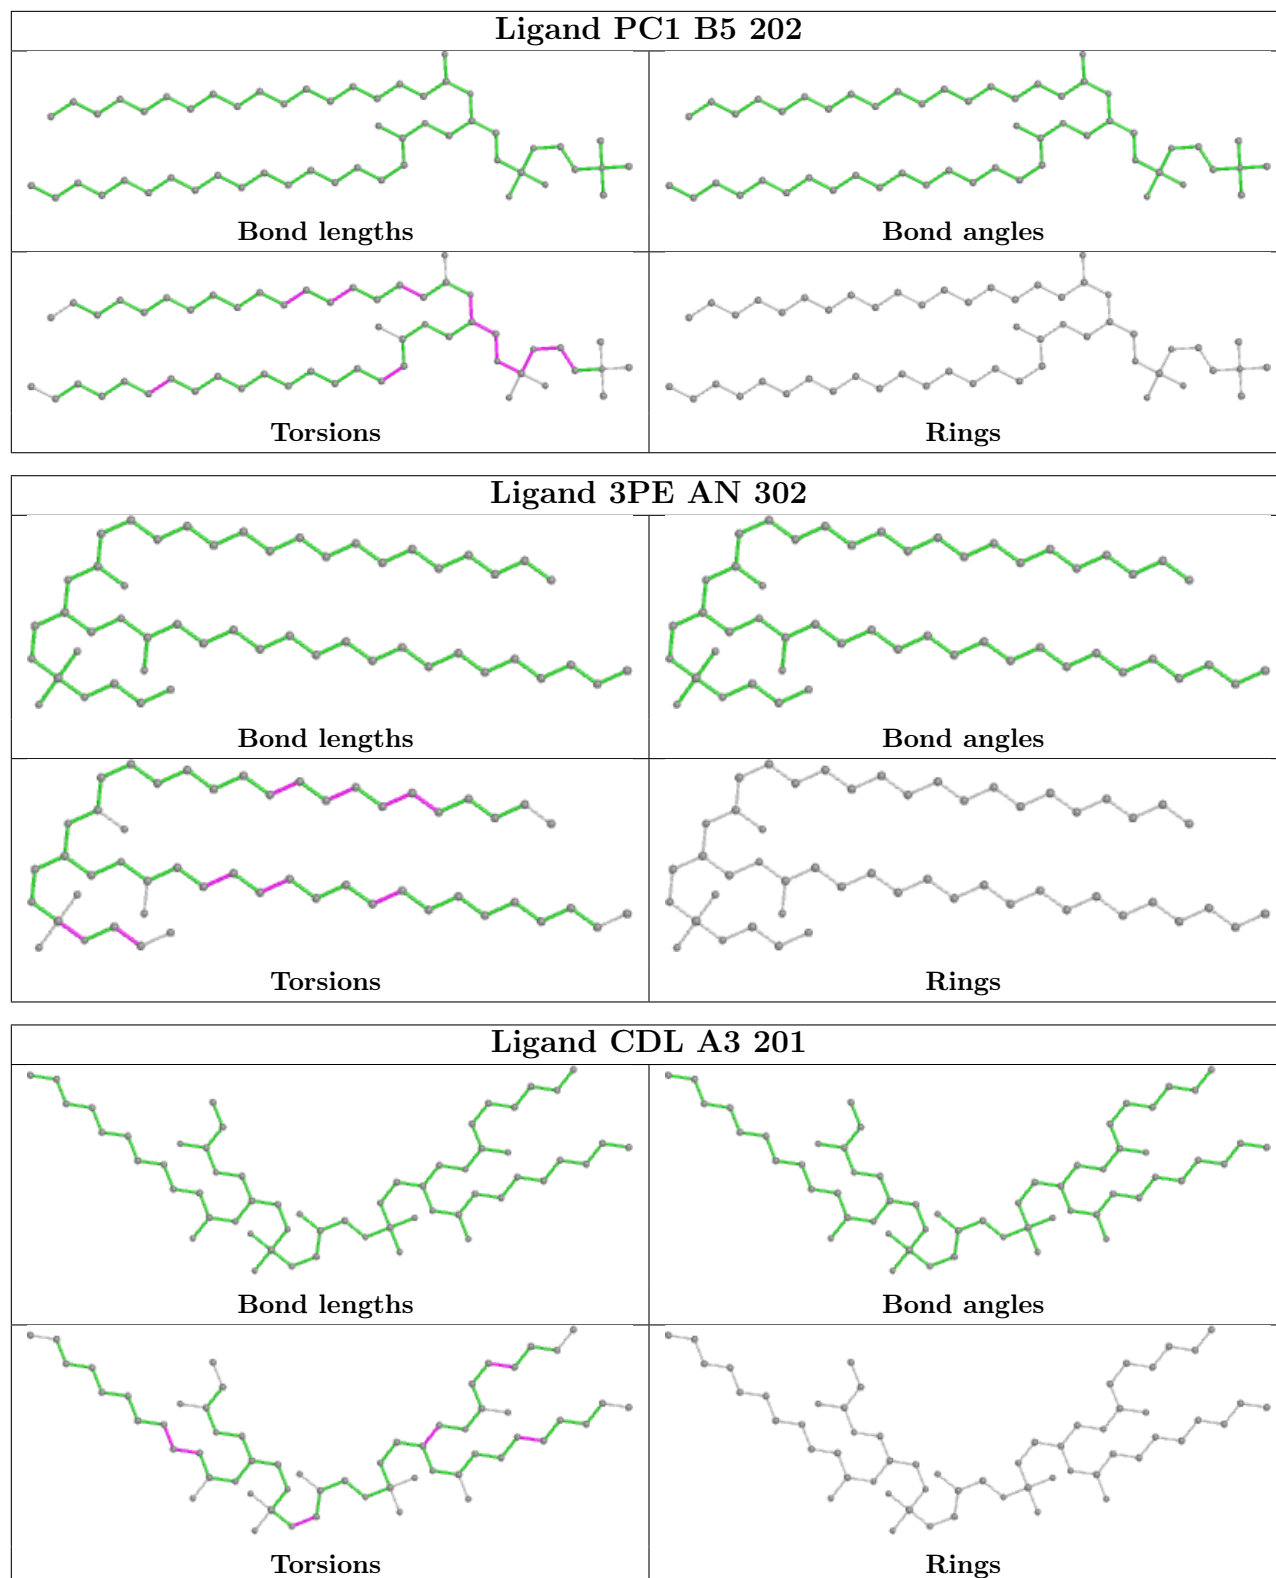 Ligand PC1 B5 202
Bond lengths
Bond angles
Torsions
Rings
Ligand 3PE AN 302
Bond lengths
Bond angles
Torsions
Rings
Ligand CDL A3 201
Bond lengths
Bond angles
Torsions
Rings